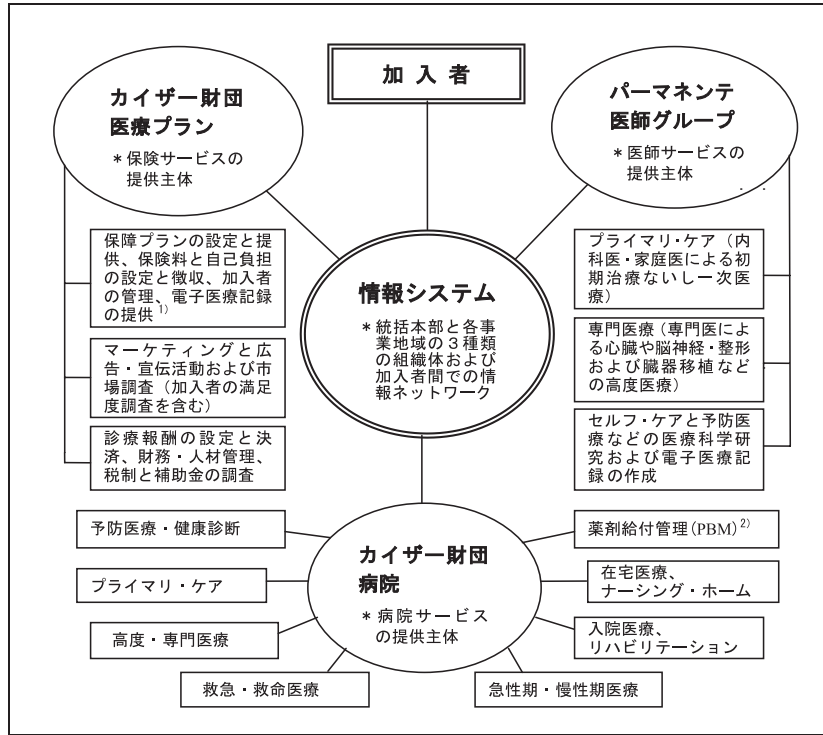 加 入 者
カイザー財団
医療プラン
＊保険サービスの
提供主体
パーマネンテ
医師グループ
＊医師サービスの
提供主体
保障プランの設定と提
供、保険料と自己負担
の設定と徴収、加入者
の管理、電子医療記録
の提供1)
マーケティングと広
告・宣伝活動および市
場調査（加入者の満足
度調査を含む）
診療報酬の設定と決
済、財務・人材管理、
税制と補助金の調査
情報システム
＊統括本部と各事
業地域の３種類
の組織体および
加入者間での情
報ネットワーク
プライマリ・ケア（内
科医・家庭医による初
期治療ないし一次医
療）
専門医療（専門医によ
る心臓や脳神経・整形
および臓器移植など
の高度医療）
セルフ・ケアと予防医
療などの医療科学研
究および電子医療記
録の作成
カイザー財団
病院
＊病院サービス
の提供主体
予防医療・健康診断
プライマリ・ケア
高度・専門医療
救急・救命医療
薬剤給付管理(PBM)2)
在宅医療、
ナーシング・ホーム
入院医療、
リハビリテーション
急性期・慢性期医療